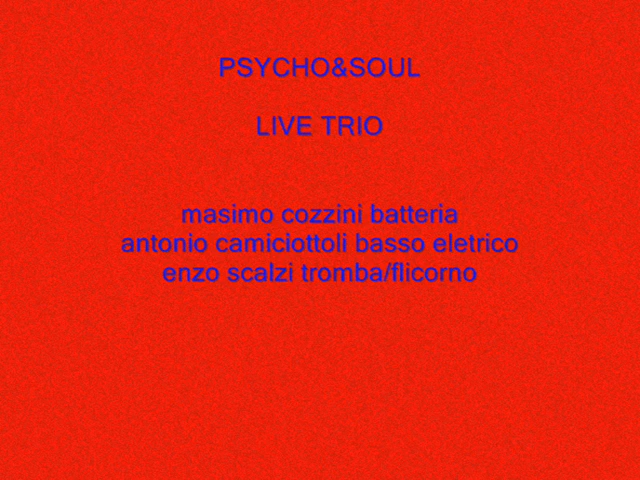 PSYCHO&SOUL
LIVE TRIO
masimo cozzini batteria
antonio camiciottoli basso eletrico
enzo scalzi tromba/flicorno